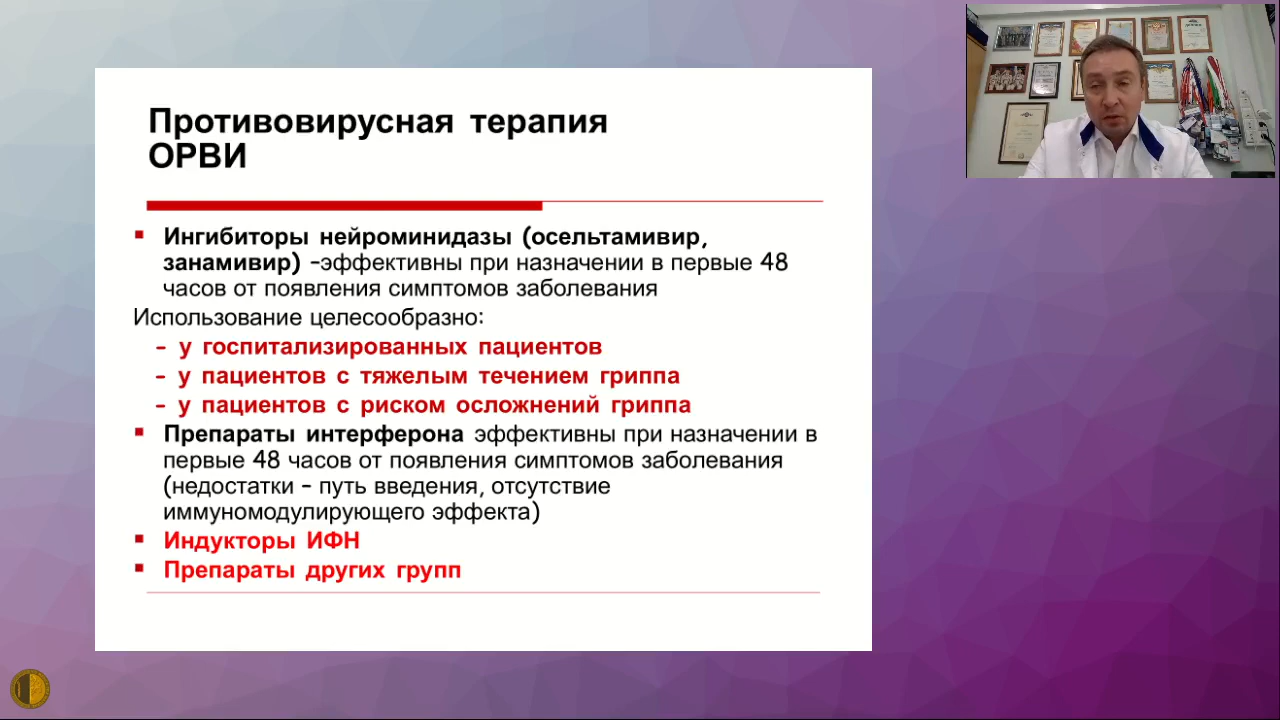 Противовирусная терапия
ОРВИ
Ингибиторы нейроминидазы (осельтамивир,
занамивир) –эффективны при назначении в первые 48
часов от появления симптомов заболевания
Использование целесообразно:
– у госпитализированных пациентов
– у пациентов с тяжелым течением гриппа
– у пациентов с риском осложнений гриппа
Препараты интерферона эффективны при назначении в
первые 48 часов от появления симптомов заболевания
(недостатки – путь введения, отсутствие
иммуномодулирующего эффекта)
Индукторы ИФН
Препараты других групп